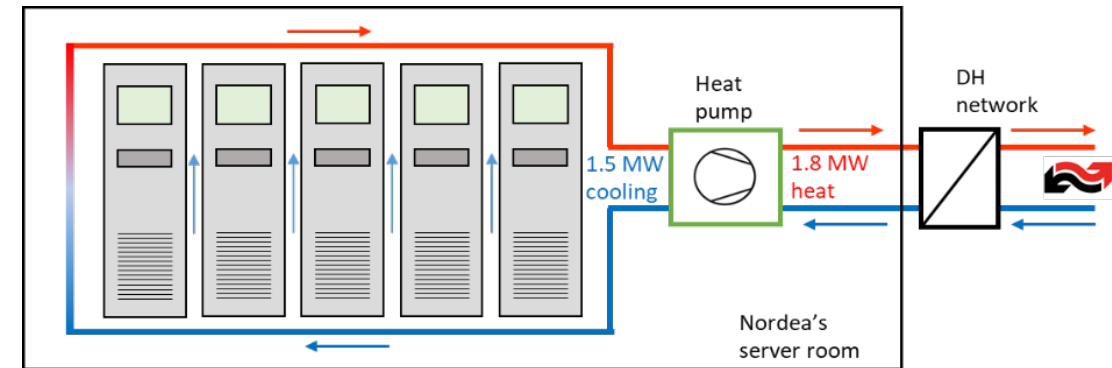 Heat
pump
DH
network
1.5 MW
cooling
1.8 MW
heat
Nordea's
server room